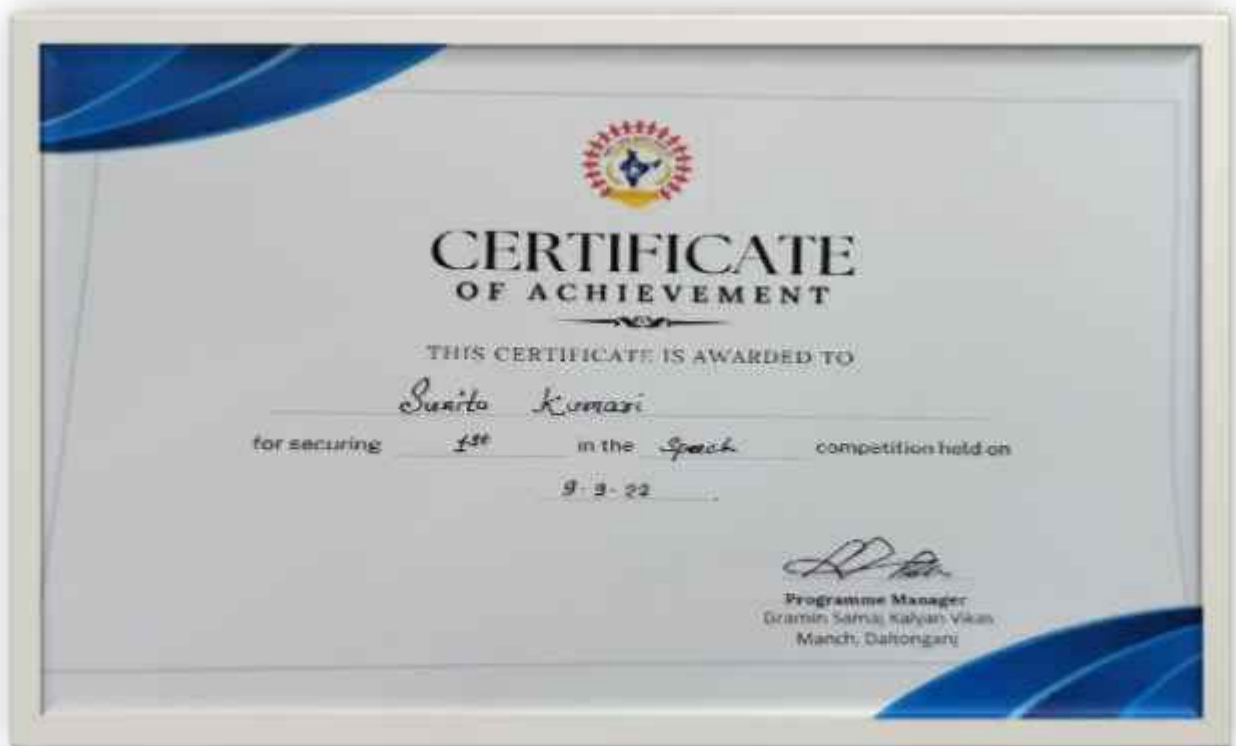 CERTIFICATE
OF ACHIEVEMENT
THIS CERTIFICATE IS AWARDED TO
Sunita Kumari
for securing 1st in the Speech competition held on
9-9-22
Programme Manager
Gramin Samaj Kalyan Vikas
Manch, Daltonganj